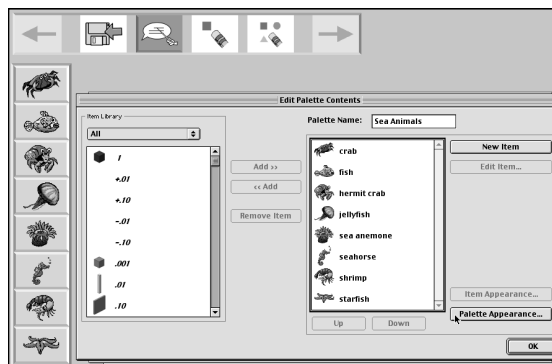 Edit Palette Contents
Item Library
All
1
+.01
+.10
-.01
-.10
.001
.01
.10
Add >>
<< Add
Remove Item
Palette Name: Sea Animals
crab
fish
hermit crab
jellyfish
sea anemone
seahorse
shrimp
starfish
Up
Down
New Item
Edit Item...
Item Appearance...
Palette Appearance...
OK